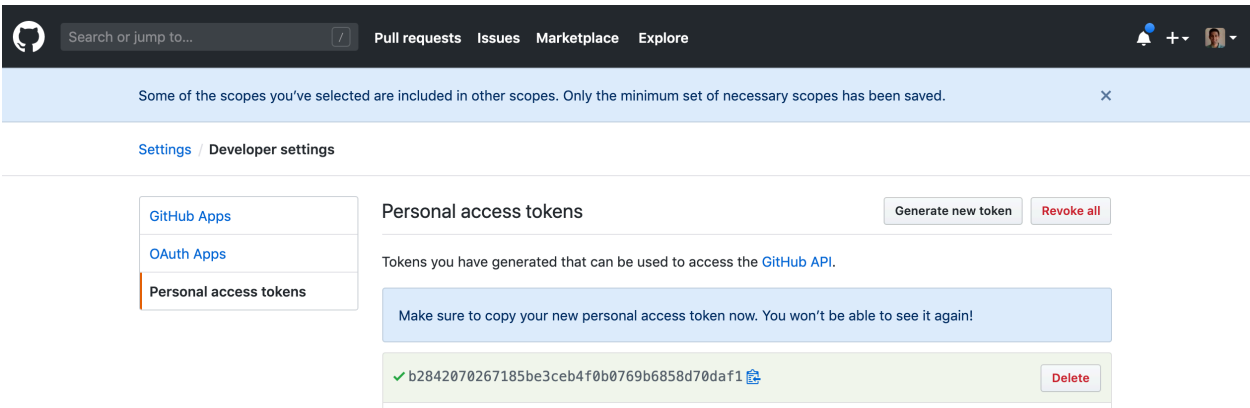 Search or jump to... /
Pull requests Issues Marketplace Explore
Some of the scopes you’ve selected are included in other scopes. Only the minimum set of necessary scopes has been saved.
Settings / Developer settings
GitHub Apps
OAuth Apps
Personal access tokens
Personal access tokens
Generate new token
Revoke all
Tokens you have generated that can be used to access the GitHub API.
Make sure to copy your new personal access token now. You won’t be able to see it again!
b2842070267185be3ceb4f0b0769b6858d70daf1
Delete